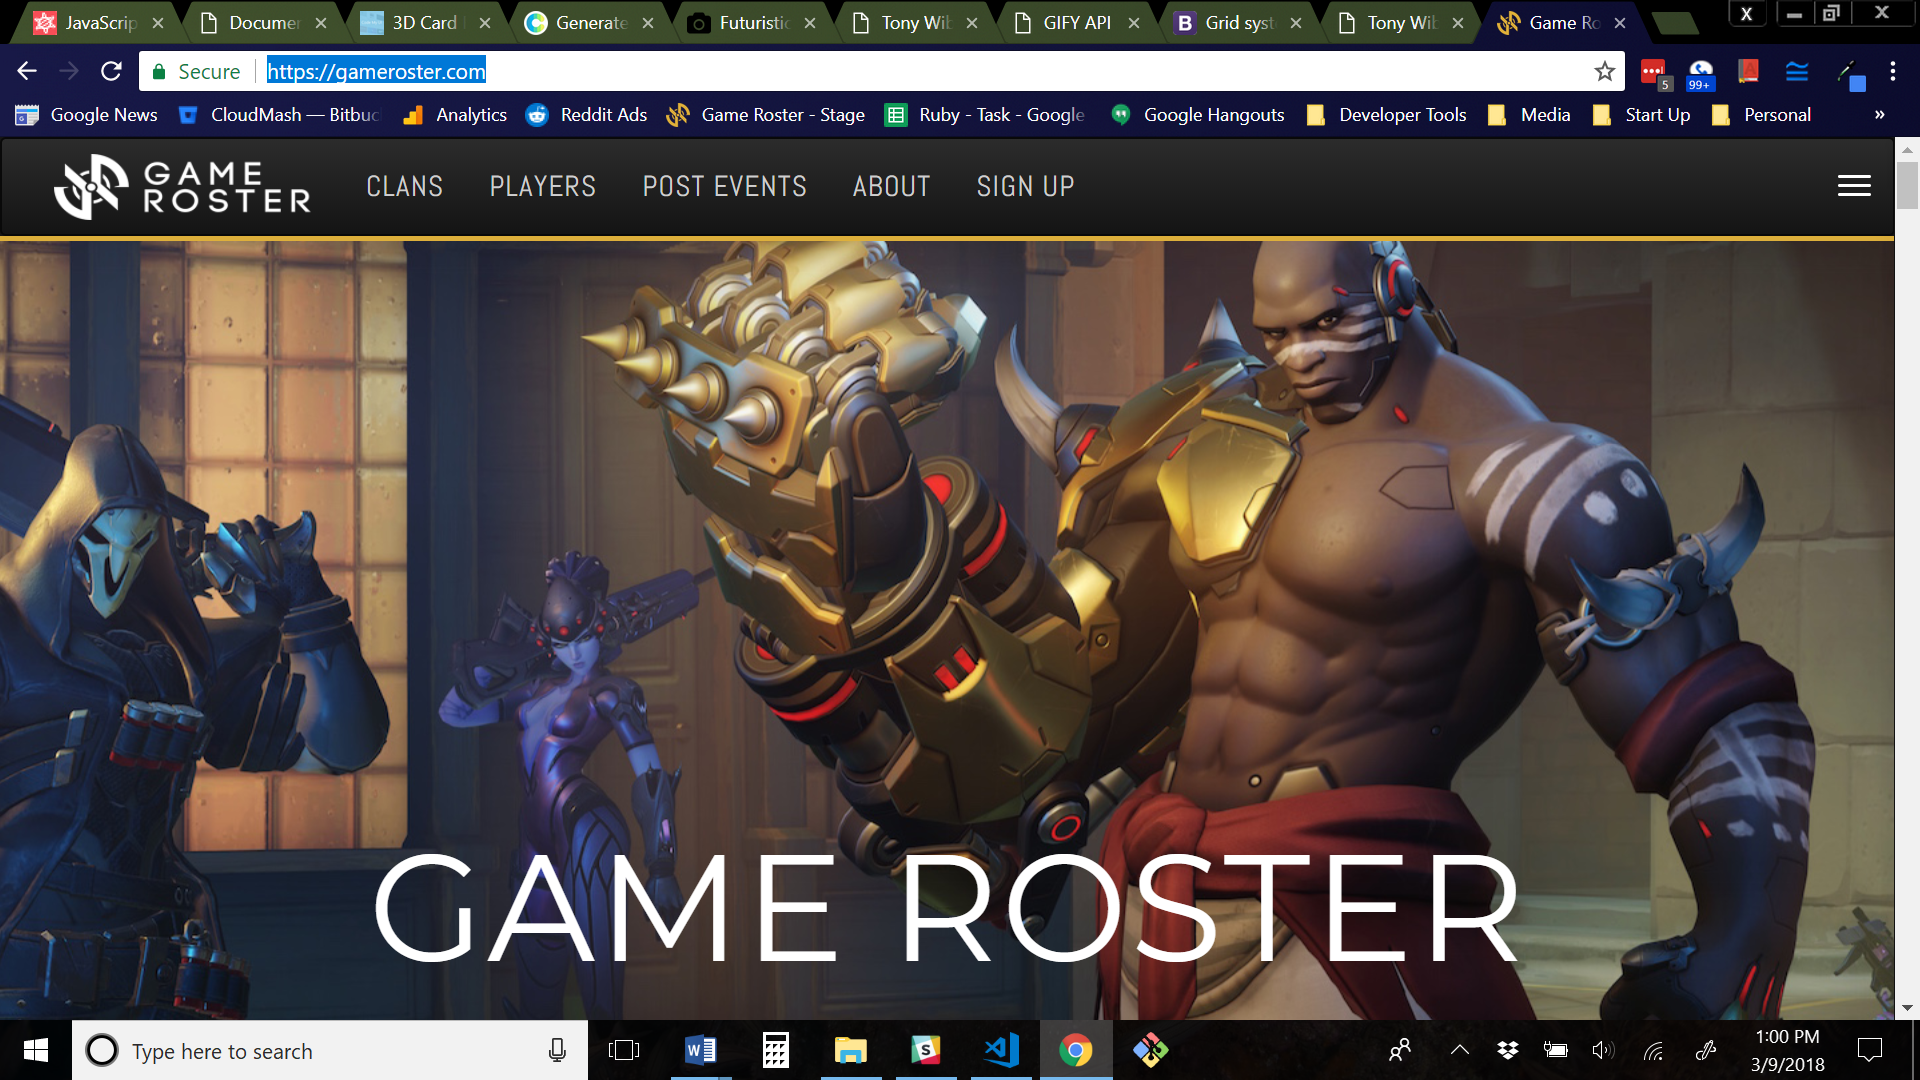 JavaScrip
Documen
3D Card
Generate
Futuristic
Tony Wib
GIFY API
Grid syst
Tony Wib
Game Ro
X
Secure
https://gameroster.com
5
99+
Google News
CloudMash — Bitbuc
Analytics
Reddit Ads
Game Roster - Stage
Ruby - Task - Google
Google Hangouts
Developer Tools
Media
Start Up
Personal
»
GAME
ROSTER
CLANS
PLAYERS
POST EVENTS
ABOUT
SIGN UP
GAME ROSTER
Type here to search
1:00 PM
3/9/2018